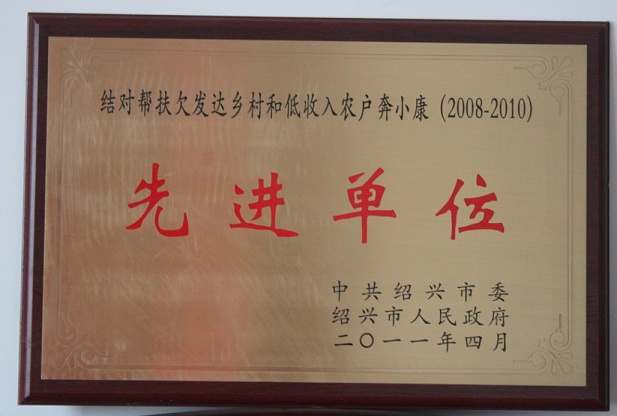 结对帮扶欠发达乡村和低收入农户奔小康(2008-2010)
先进单位
中共绍兴市委
绍兴市人民政府
二〇一一年四月